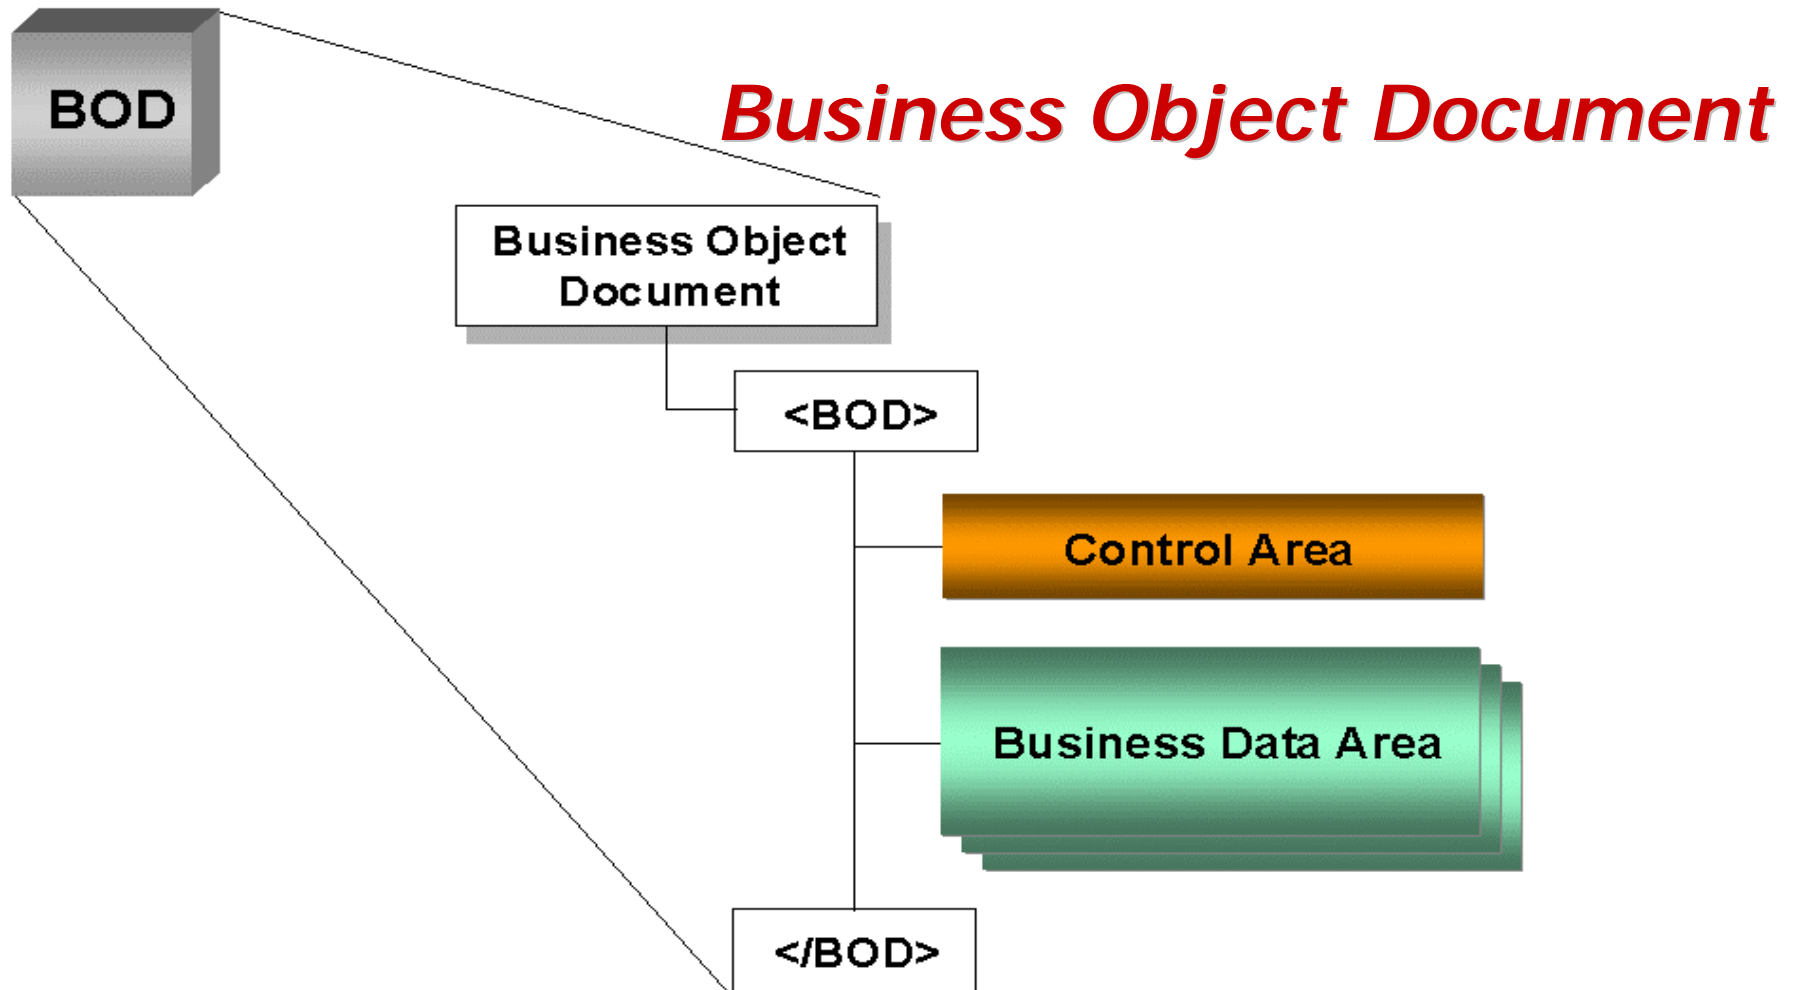 BOD
Business Object Document
Business Object
Document
<BOD>
Control Area
Business Data Area
</BOD>